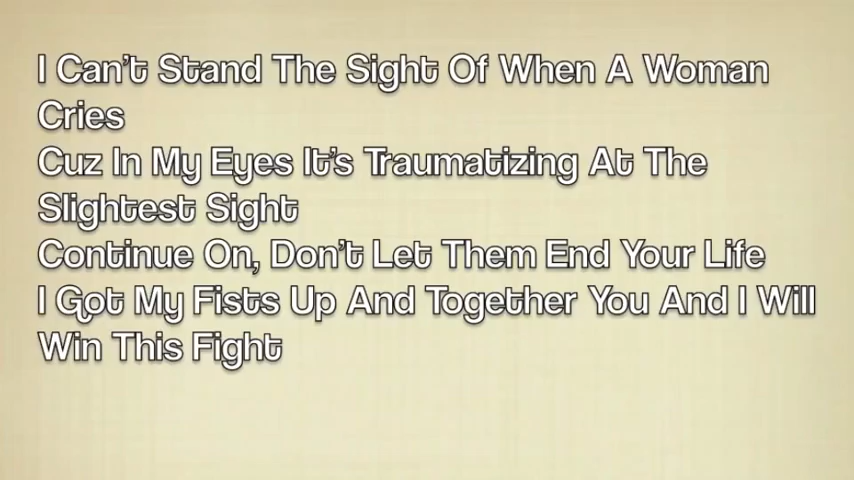 I Can't Stand The Sight Of When A Woman
Cries
Cuz In My Eyes It's Traumatizing At The
Slightest Sight
Continue On, Don't Let Them End Your Life
I Got My Fists Up And Together You And I Will
Win This Fight